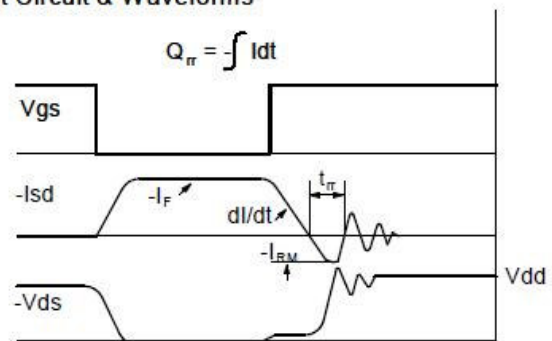 t Circuit & Waveforms
Qrr = -∫ Idt
Vgs
-Isd
-IF
dI/dt
trr
-IRM
Vdd
-Vds